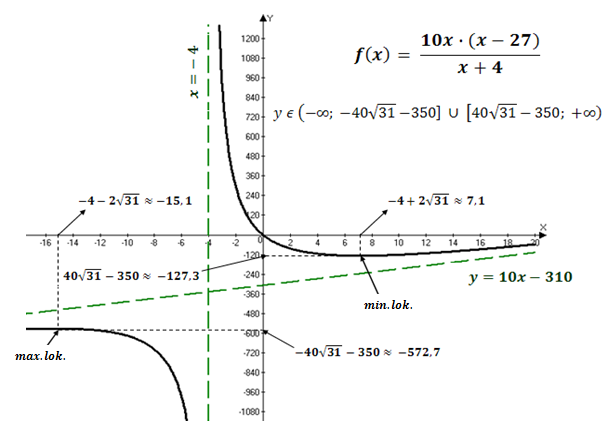 Y
1200
1080
960
840
720
600
480
360
240
120
f(x) = 10x·(x − 27) / x + 4
y ϵ (−∞; −40√31 −350] ∪ [40√31 − 350; +∞)
x = − 4
−4 − 2√31 ≈ −15,1
−4 + 2√31 ≈ 7,1
X
-16 -14 -12 -10 -8 -6 -4 -2 0 2 4 6 8 10 12 14 16 18 20
40√31 − 350 ≈ −127,3
y = 10x − 310
min.lok.
max.lok.
−40√31 − 350 ≈ −572,7
-120
-240
-360
-480
-600
-720
-840
-960
-1080